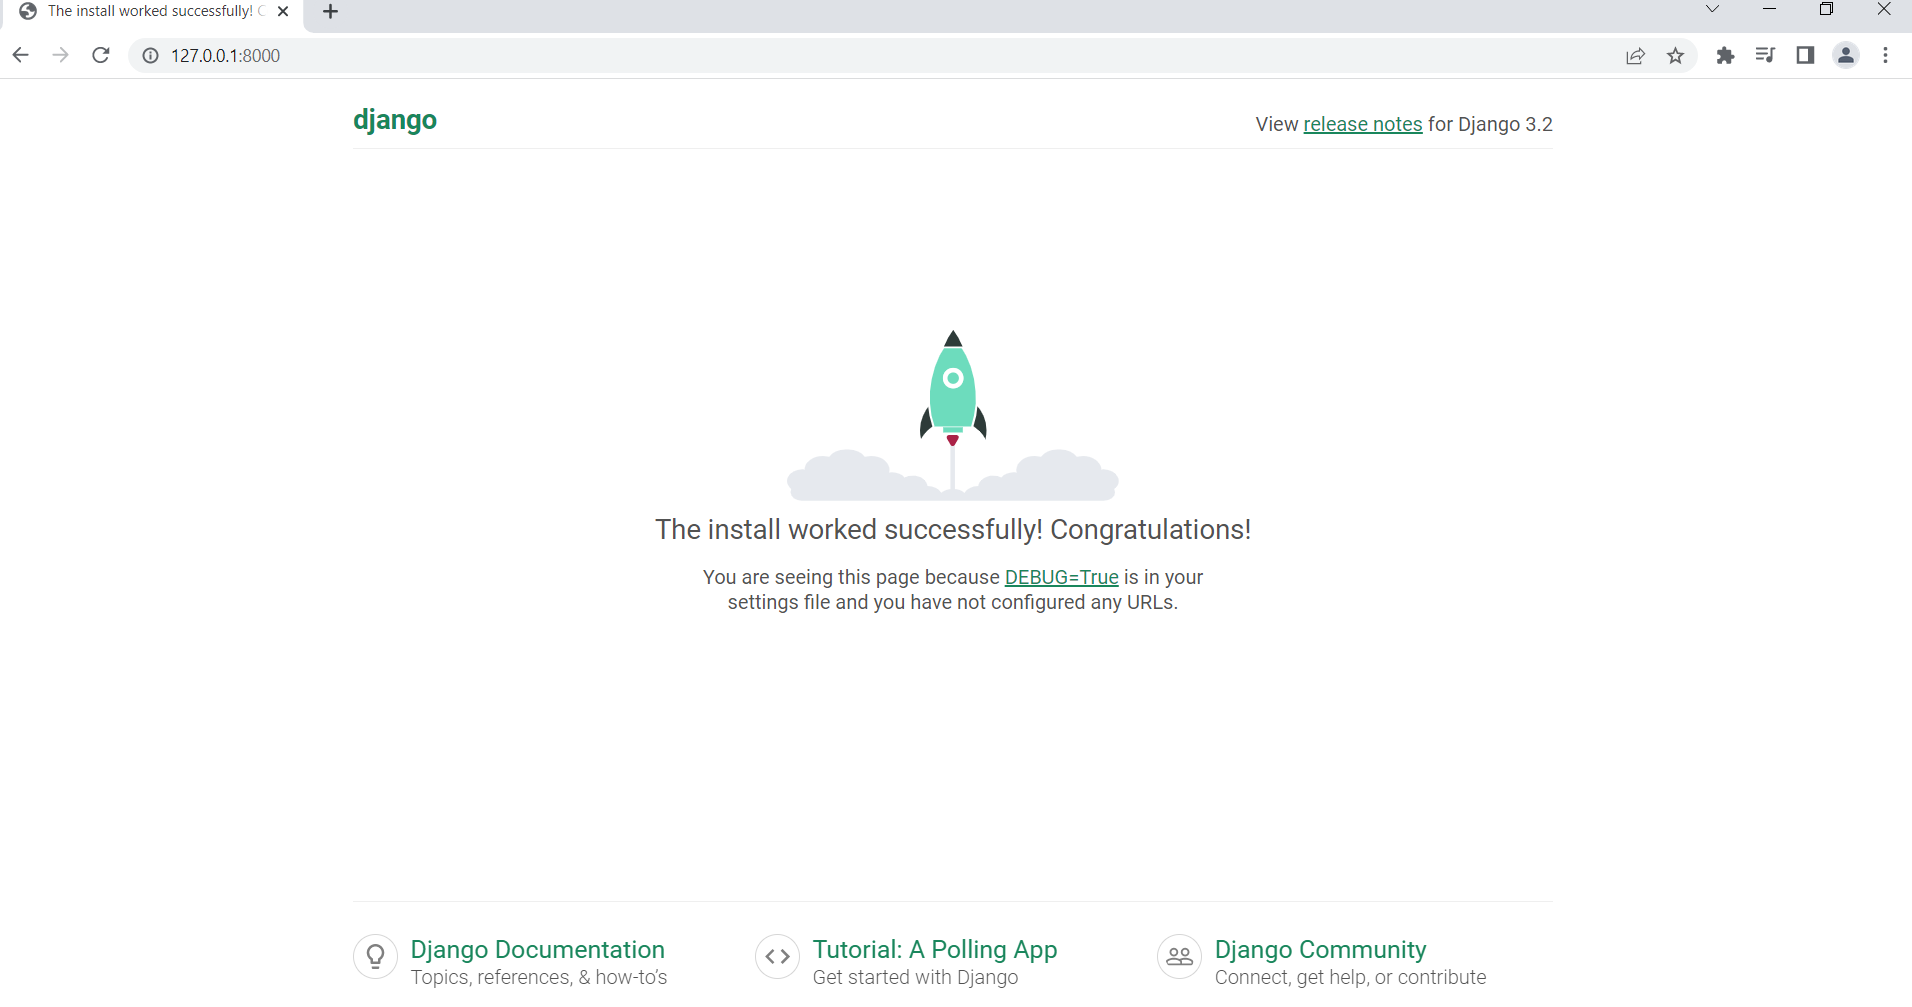 The install worked successfully!
127.0.0.1:8000
django
View release notes for Django 3.2
The install worked successfully! Congratulations!
You are seeing this page because DEBUG=True is in your
settings file and you have not configured any URLs.
Django Documentation
Topics, references, & how-to’s
Tutorial: A Polling App
Get started with Django
Django Community
Connect, get help, or contribute